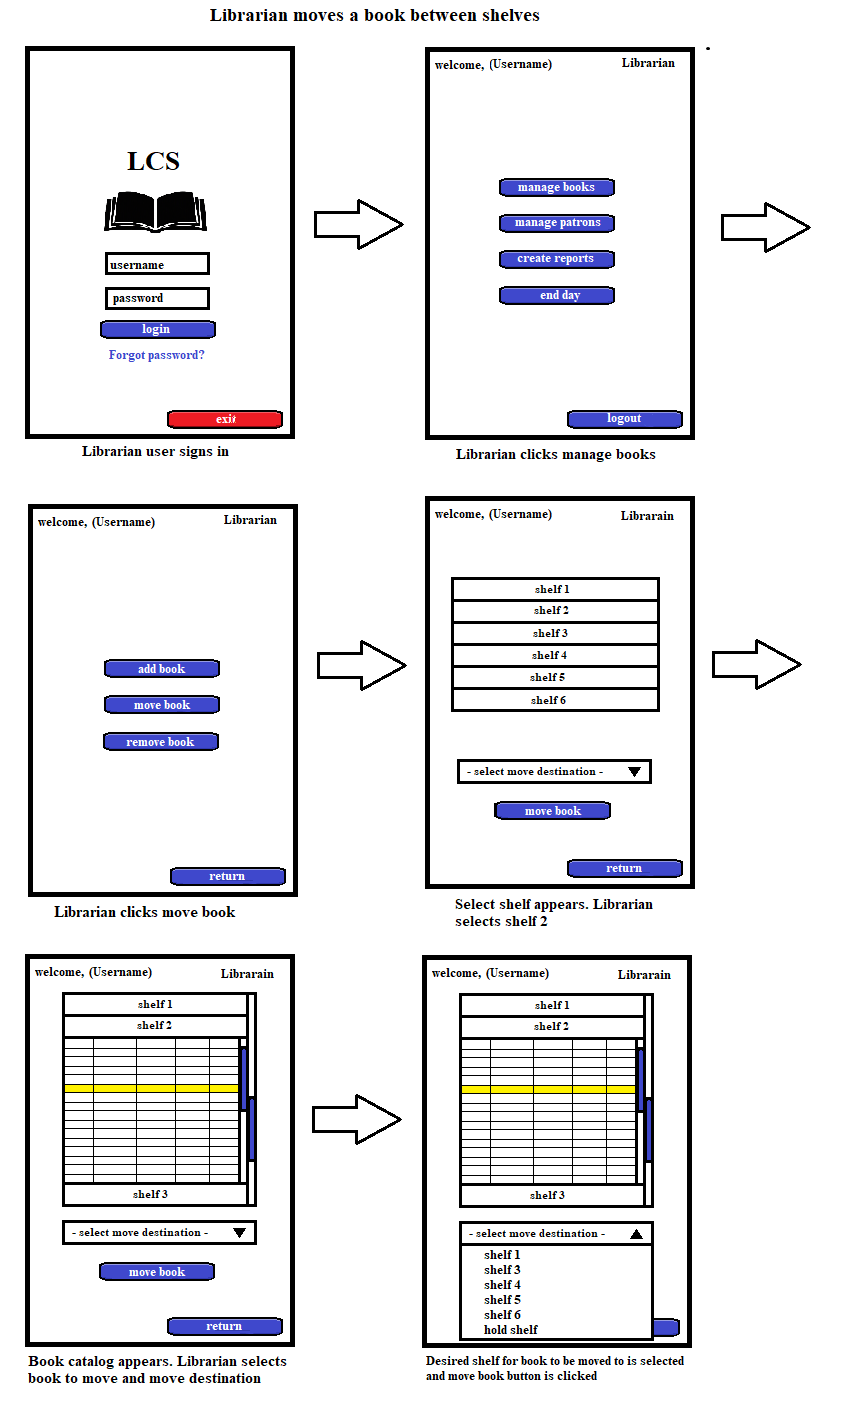 Librarian moves a book between shelves
LCS
username
password
login
Forgot password?
exit
Librarian user signs in
welcome, (Username) Librarian
manage books
manage patrons
create reports
end day
logout
Librarian clicks manage books
welcome, (Username) Librarian
add book
move book
remove book
return
Librarian clicks move book
welcome, (Username) Librarain
shelf 1
shelf 2
shelf 3
shelf 4
shelf 5
shelf 6
- select move destination -
move book
return
Select shelf appears. Librarian
selects shelf 2
welcome, (Username) Librarain
shelf 1
shelf 2
shelf 3
- select move destination -
move book
return
Book catalog appears. Librarian selects
book to move and move destination
welcome, (Username) Librarain
shelf 1
shelf 2
shelf 3
- select move destination -
shelf 1
shelf 3
shelf 4
shelf 5
shelf 6
hold shelf
Desired shelf for book to be moved to is selected
and move book button is clicked